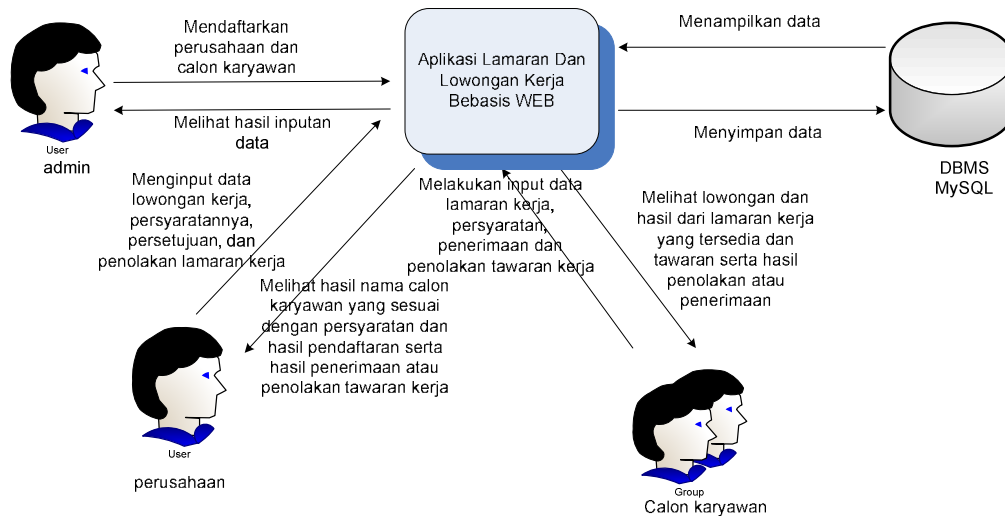 Mendaftarkan
perusahaan dan
calon karyawan
Aplikasi Lamaran Dan
Lowongan Kerja
Bebasis WEB
Menampilkan data
Melihat hasil inputan
data
Menyimpan data
User
admin
DBMS
MySQL
Menginput data
lowongan kerja,
persyaratannya,
persetujuan, dan
penolakan lamaran kerja
Melakukan input data
lamaran kerja,
persyaratan,
penerimaan dan
penolakan tawaran kerja
Melihat lowongan dan
hasil dari lamaran kerja
yang tersedia dan
tawaran serta hasil
penolakan atau
penerimaan
Melihat hasil nama calon
karyawan yang sesuai
dengan persyaratan dan
hasil pendaftaran serta
hasil penerimaan atau
penolakan tawaran kerja
User
perusahaan
Group
Calon karyawan